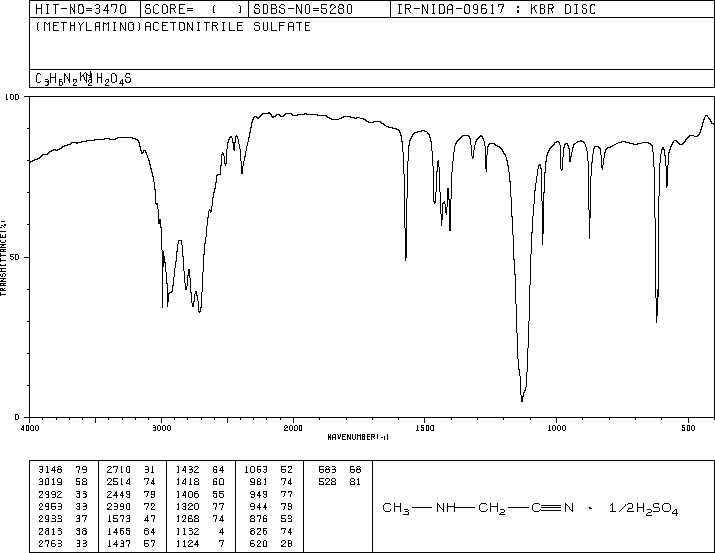 HIT-NO=3470 SCORE= ( ) SDBS-NO=5280 IR-NIDA-09617 : KBR DISC
(METHYLAMINO)ACETONITRILE SULFATE
100
50
0
TRANSMITTANCE(%)
4000 3000 2000 1500 1000 500
WAVENUMBER(-1)
3148 79 2710 31 1432 64 1053 52 583 68
3019 58 2514 74 1418 60 981 74 528 81
2992 33 2449 79 1406 55 949 77
2953 33 2390 72 1320 77 944 79
2933 37 1573 47 1268 74 876 53
2813 38 1465 64 1132 4 826 74
2763 33 1437 57 1124 7 620 28
CH3 NH CH2 C N · 1/2H2SO4